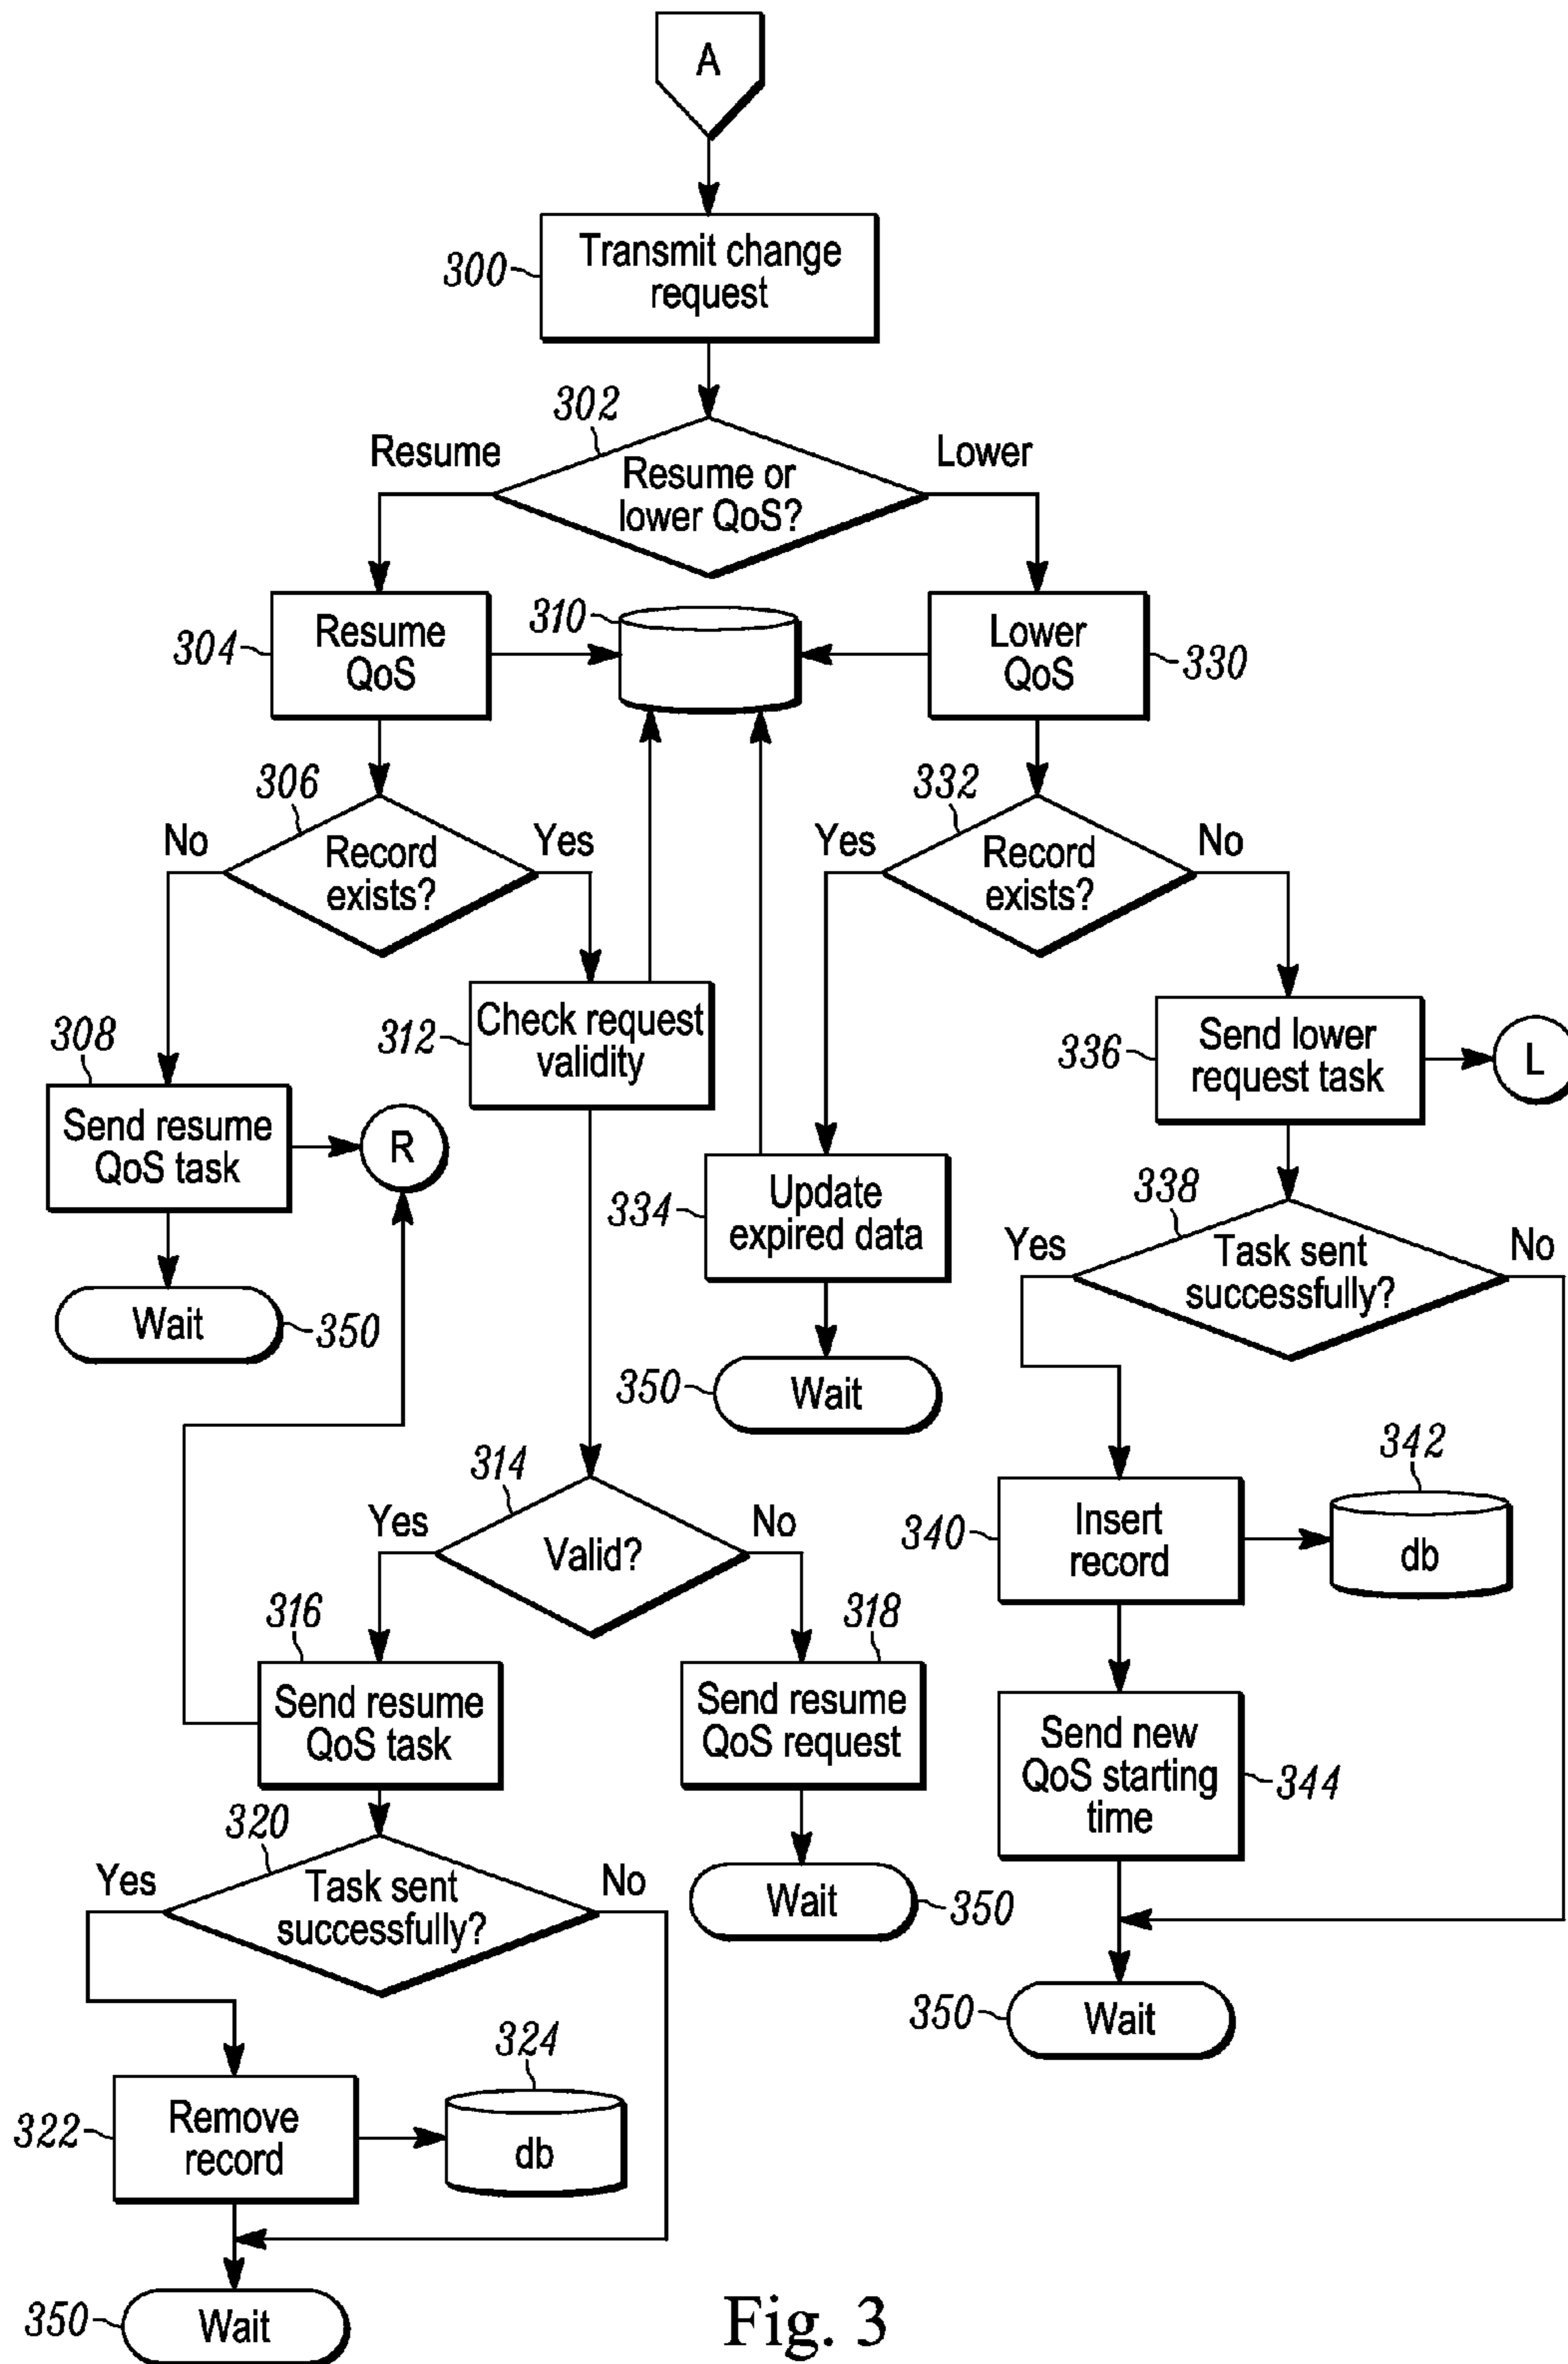 A
300
Transmit change
request
302
Resume
Resume or
lower QoS?
Lower
304
Resume
QoS
310
Lower
QoS
330
306
No
Record
exists?
Yes
332
Yes
Record
exists?
No
308
Send resume
QoS task
R
312
Check request
validity
336
Send lower
request task
L
Wait
350
334
Update
expired data
350
Wait
338
Yes
Task sent
successfully?
No
314
Yes
Valid?
No
340
Insert
record
342
db
316
Send resume
QoS task
318
Send resume
QoS request
Send new
QoS starting
time
344
320
Yes
Task sent
successfully?
No
Wait
350
350
Wait
322
Remove
record
324
db
350
Wait
Fig. 3